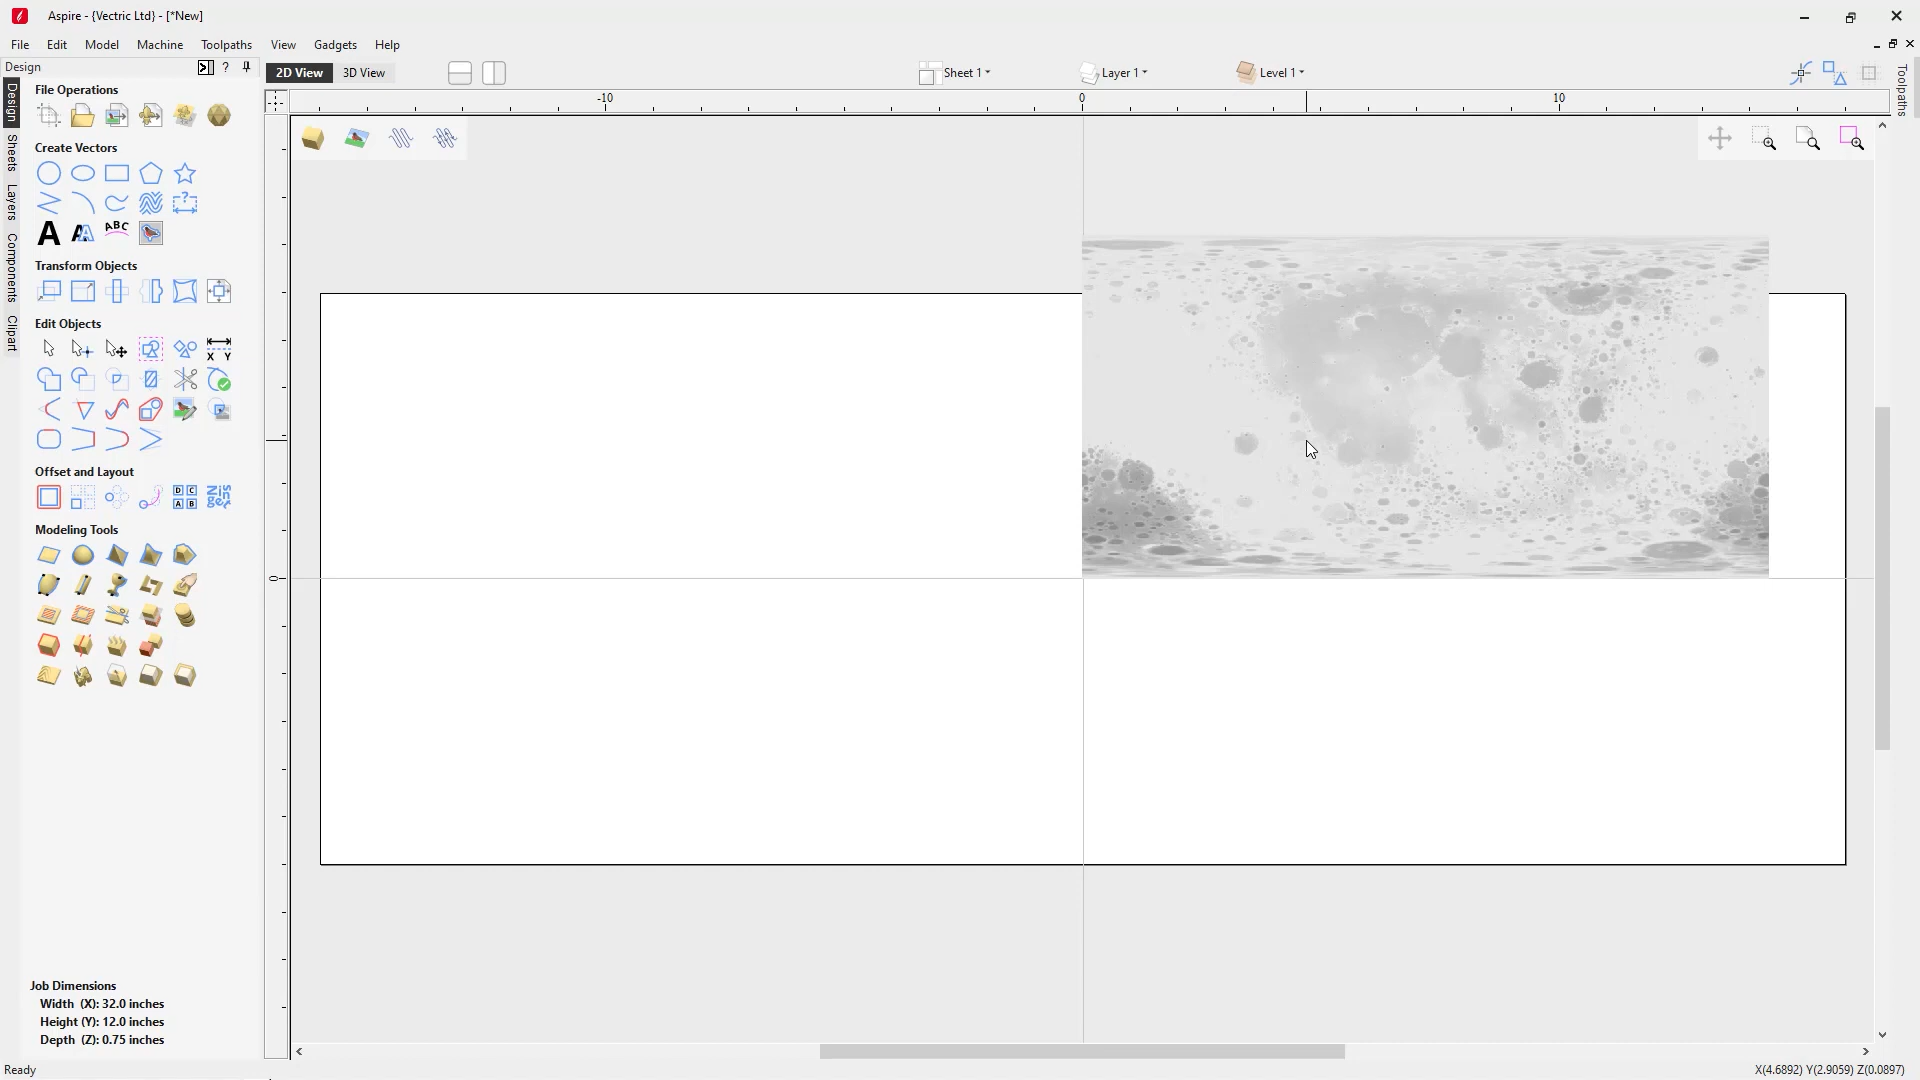 Aspire - {Vectric Ltd} - [*New]
File Edit Model Machine Toolpaths View Gadgets Help
Design ?
2D View 3D View Sheet 1 Layer 1 Level 1
Toolpaths
Design
Sheets
Layers
Components
Clipart
File Operations
Create Vectors
Transform Objects
Edit Objects
X Y
Offset and Layout
Modeling Tools
Job Dimensions
Width (X): 32.0 inches
Height (Y): 12.0 inches
Depth (Z): 0.75 inches
-10 0 10
0
Ready
X(4.6892) Y(2.9059) Z(0.0897)